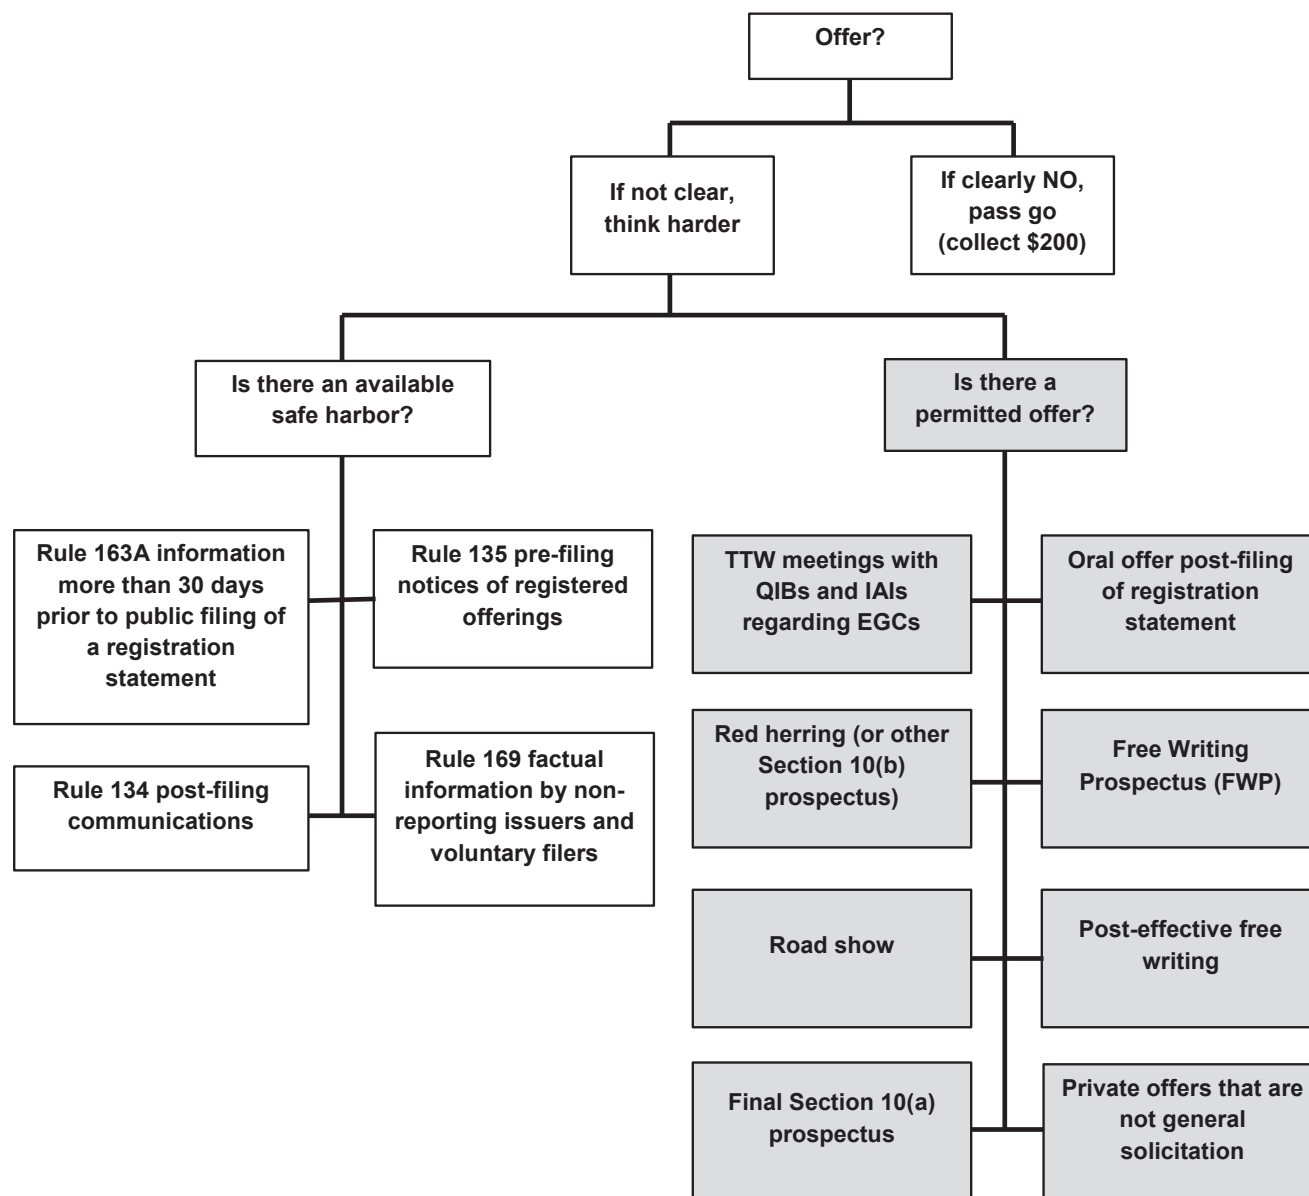 Offer?
If not clear,
think harder
If clearly NO,
pass go
(collect $200)
Is there an available
safe harbor?
Is there a
permitted offer?
Rule 163A information
more than 30 days
prior to public filing of
a registration
statement
Rule 135 pre-filing
notices of registered
offerings
TTW meetings with
QIBs and IAIs
regarding EGCs
Oral offer post-filing
of registration
statement
Rule 134 post-filing
communications
Rule 169 factual
information by non-
reporting issuers and
voluntary filers
Red herring (or other
Section 10(b)
prospectus)
Free Writing
Prospectus (FWP)
Road show
Post-effective free
writing
Final Section 10(a)
prospectus
Private offers that are
not general
solicitation